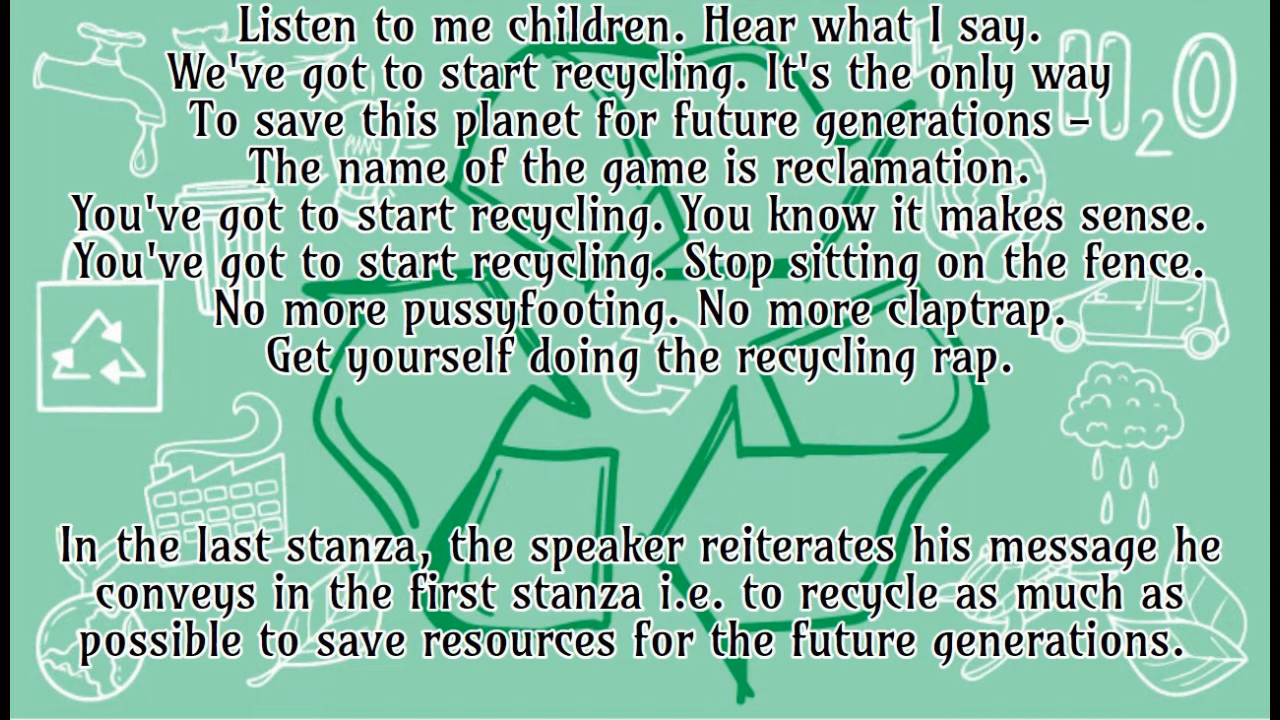 Listen to me children. Hear what I say.
We've got to start recycling. It's the only way
To save this planet for future generations –
The name of the game is reclamation.
You've got to start recycling. You know it makes sense.
You've got to start recycling. Stop sitting on the fence.
No more pussyfooting. No more claptrap.
Get yourself doing the recycling rap.
In the last stanza, the speaker reiterates his message he
conveys in the first stanza i.e. to recycle as much as
possible to save resources for the future generations.
H2O